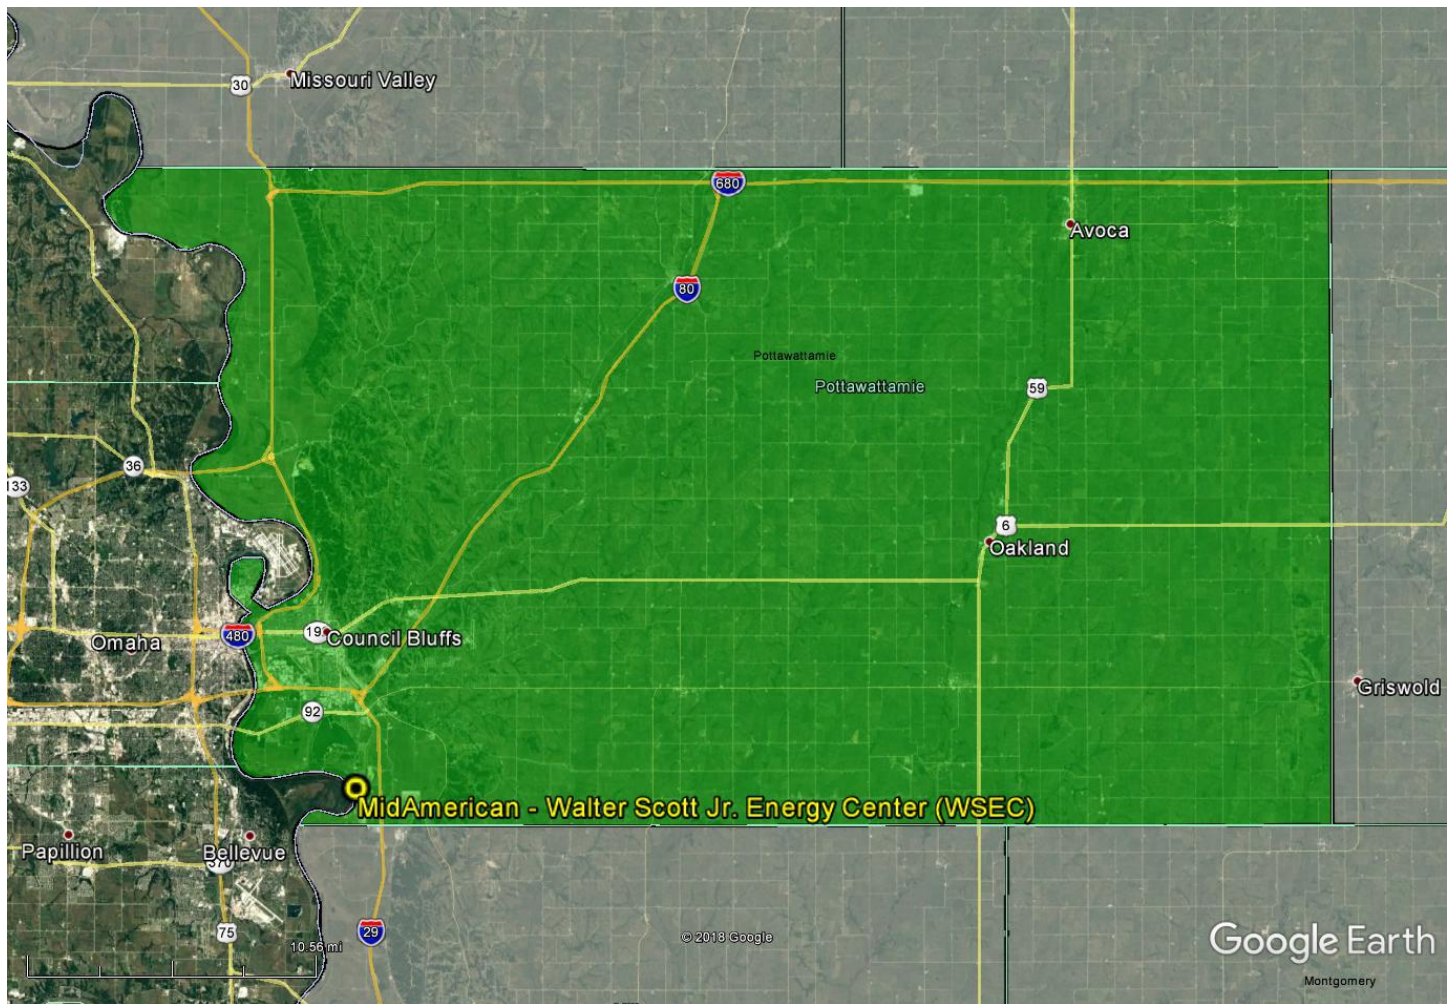 30
Missouri Valley
680
Avoca
80
Pottawattamie
Pottawattamie
59
36
133
6
Oakland
480
192
Council Bluffs
Omaha
Griswold
92
MidAmerican - Walter Scott Jr. Energy Center (WSEC)
Papillion
Bellevue
370
75
29
10.56 mi
© 2018 Google
Google Earth
Montgomery